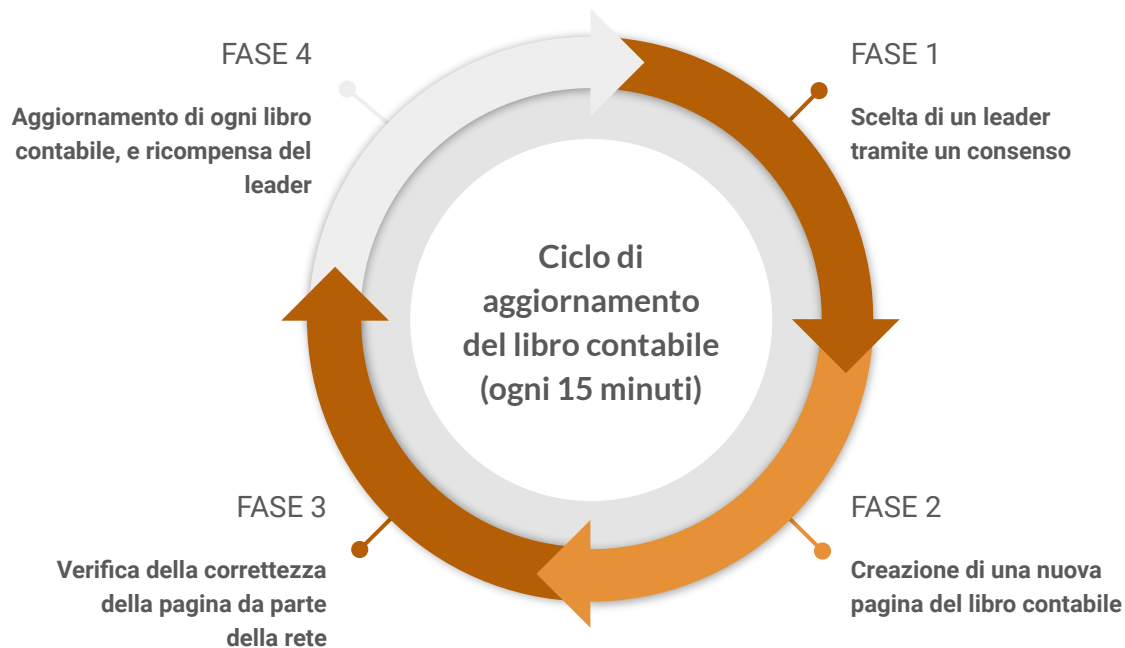 FASE 4
Aggiornamento di ogni libro
contabile, e ricompensa del
leader
FASE 1
Scelta di un leader
tramite un consenso
Ciclo di
aggiornamento
del libro contabile
(ogni 15 minuti)
FASE 3
Verifica della correttezza
della pagina da parte
della rete
FASE 2
Creazione di una nuova
pagina del libro contabile